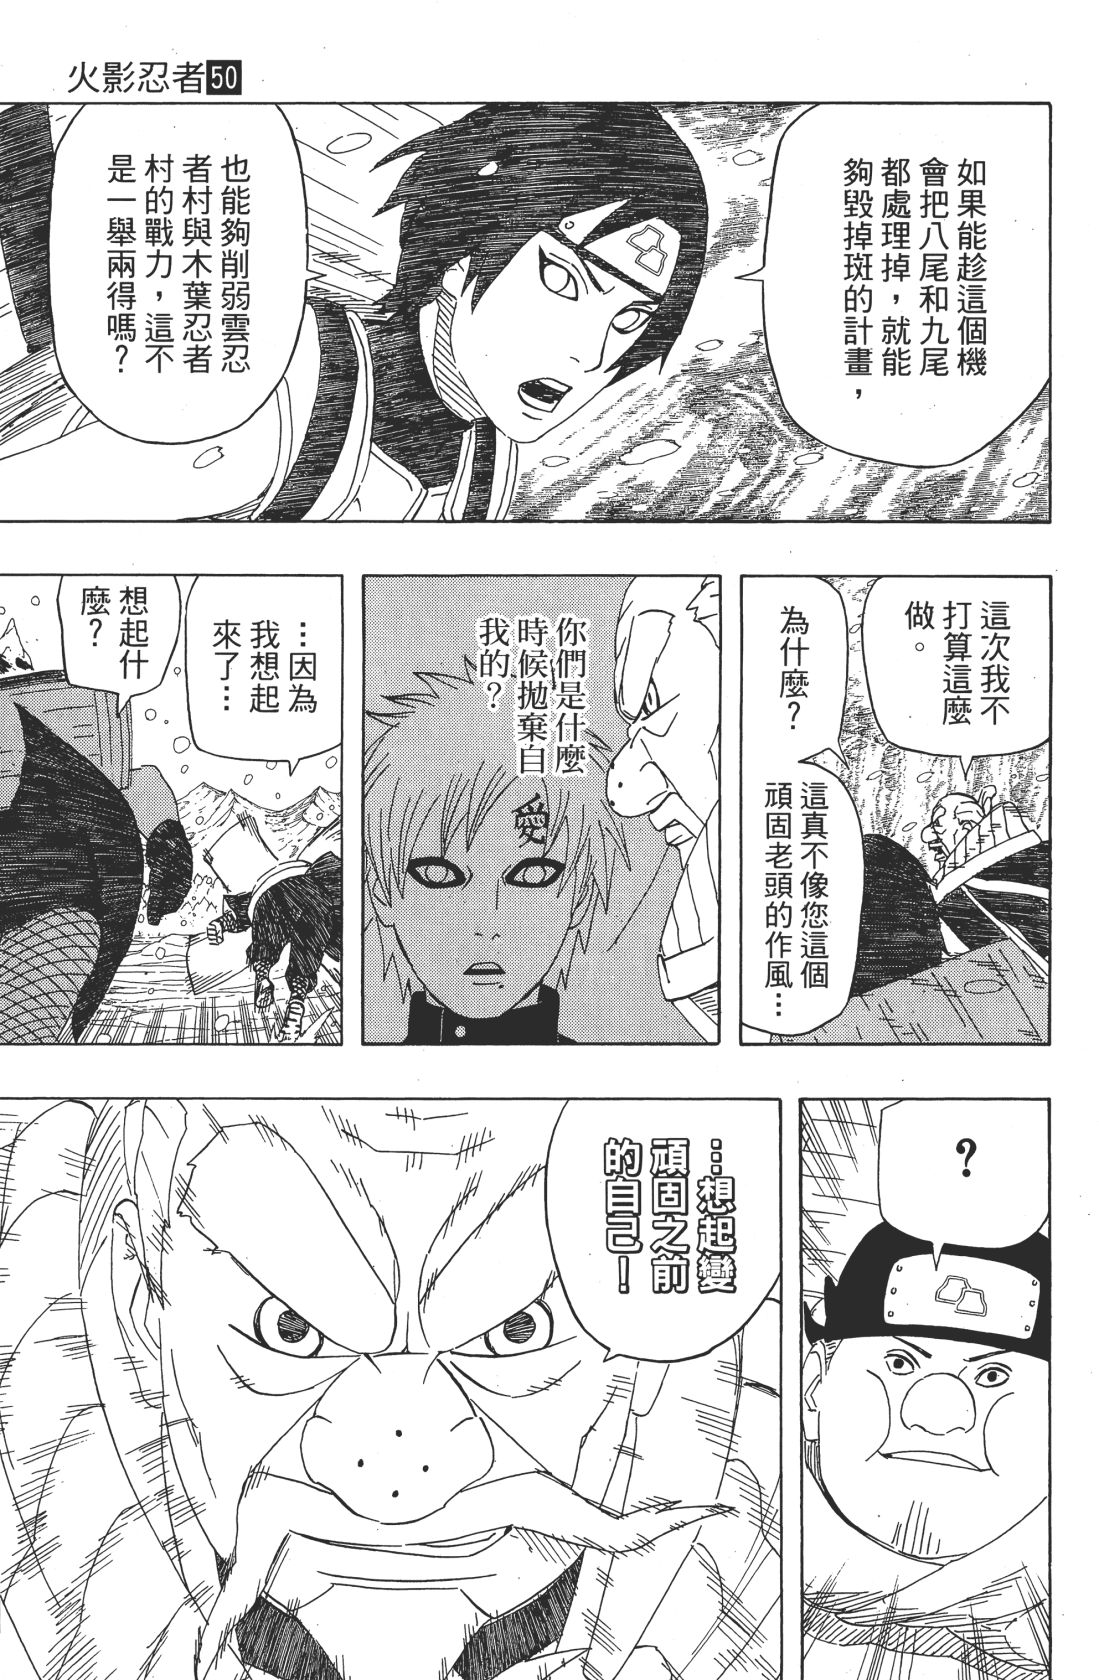 火影忍者50
如果能趁這個機
會把八尾和九尾
都處理掉，就能
夠毀掉斑的計畫，
也能夠削弱雲忍
者村與木葉忍者
村的戰力，這不
是一舉兩得嗎？
這次我不
打算這麼
做。
為什麼？
這真不像您這個
頑固老頭的作風…
你們是什麼
時候拋棄自
我的？
愛
…因為
我想起
來了…
想起什
麼？
？
…想起變
頑固之前
的自己！